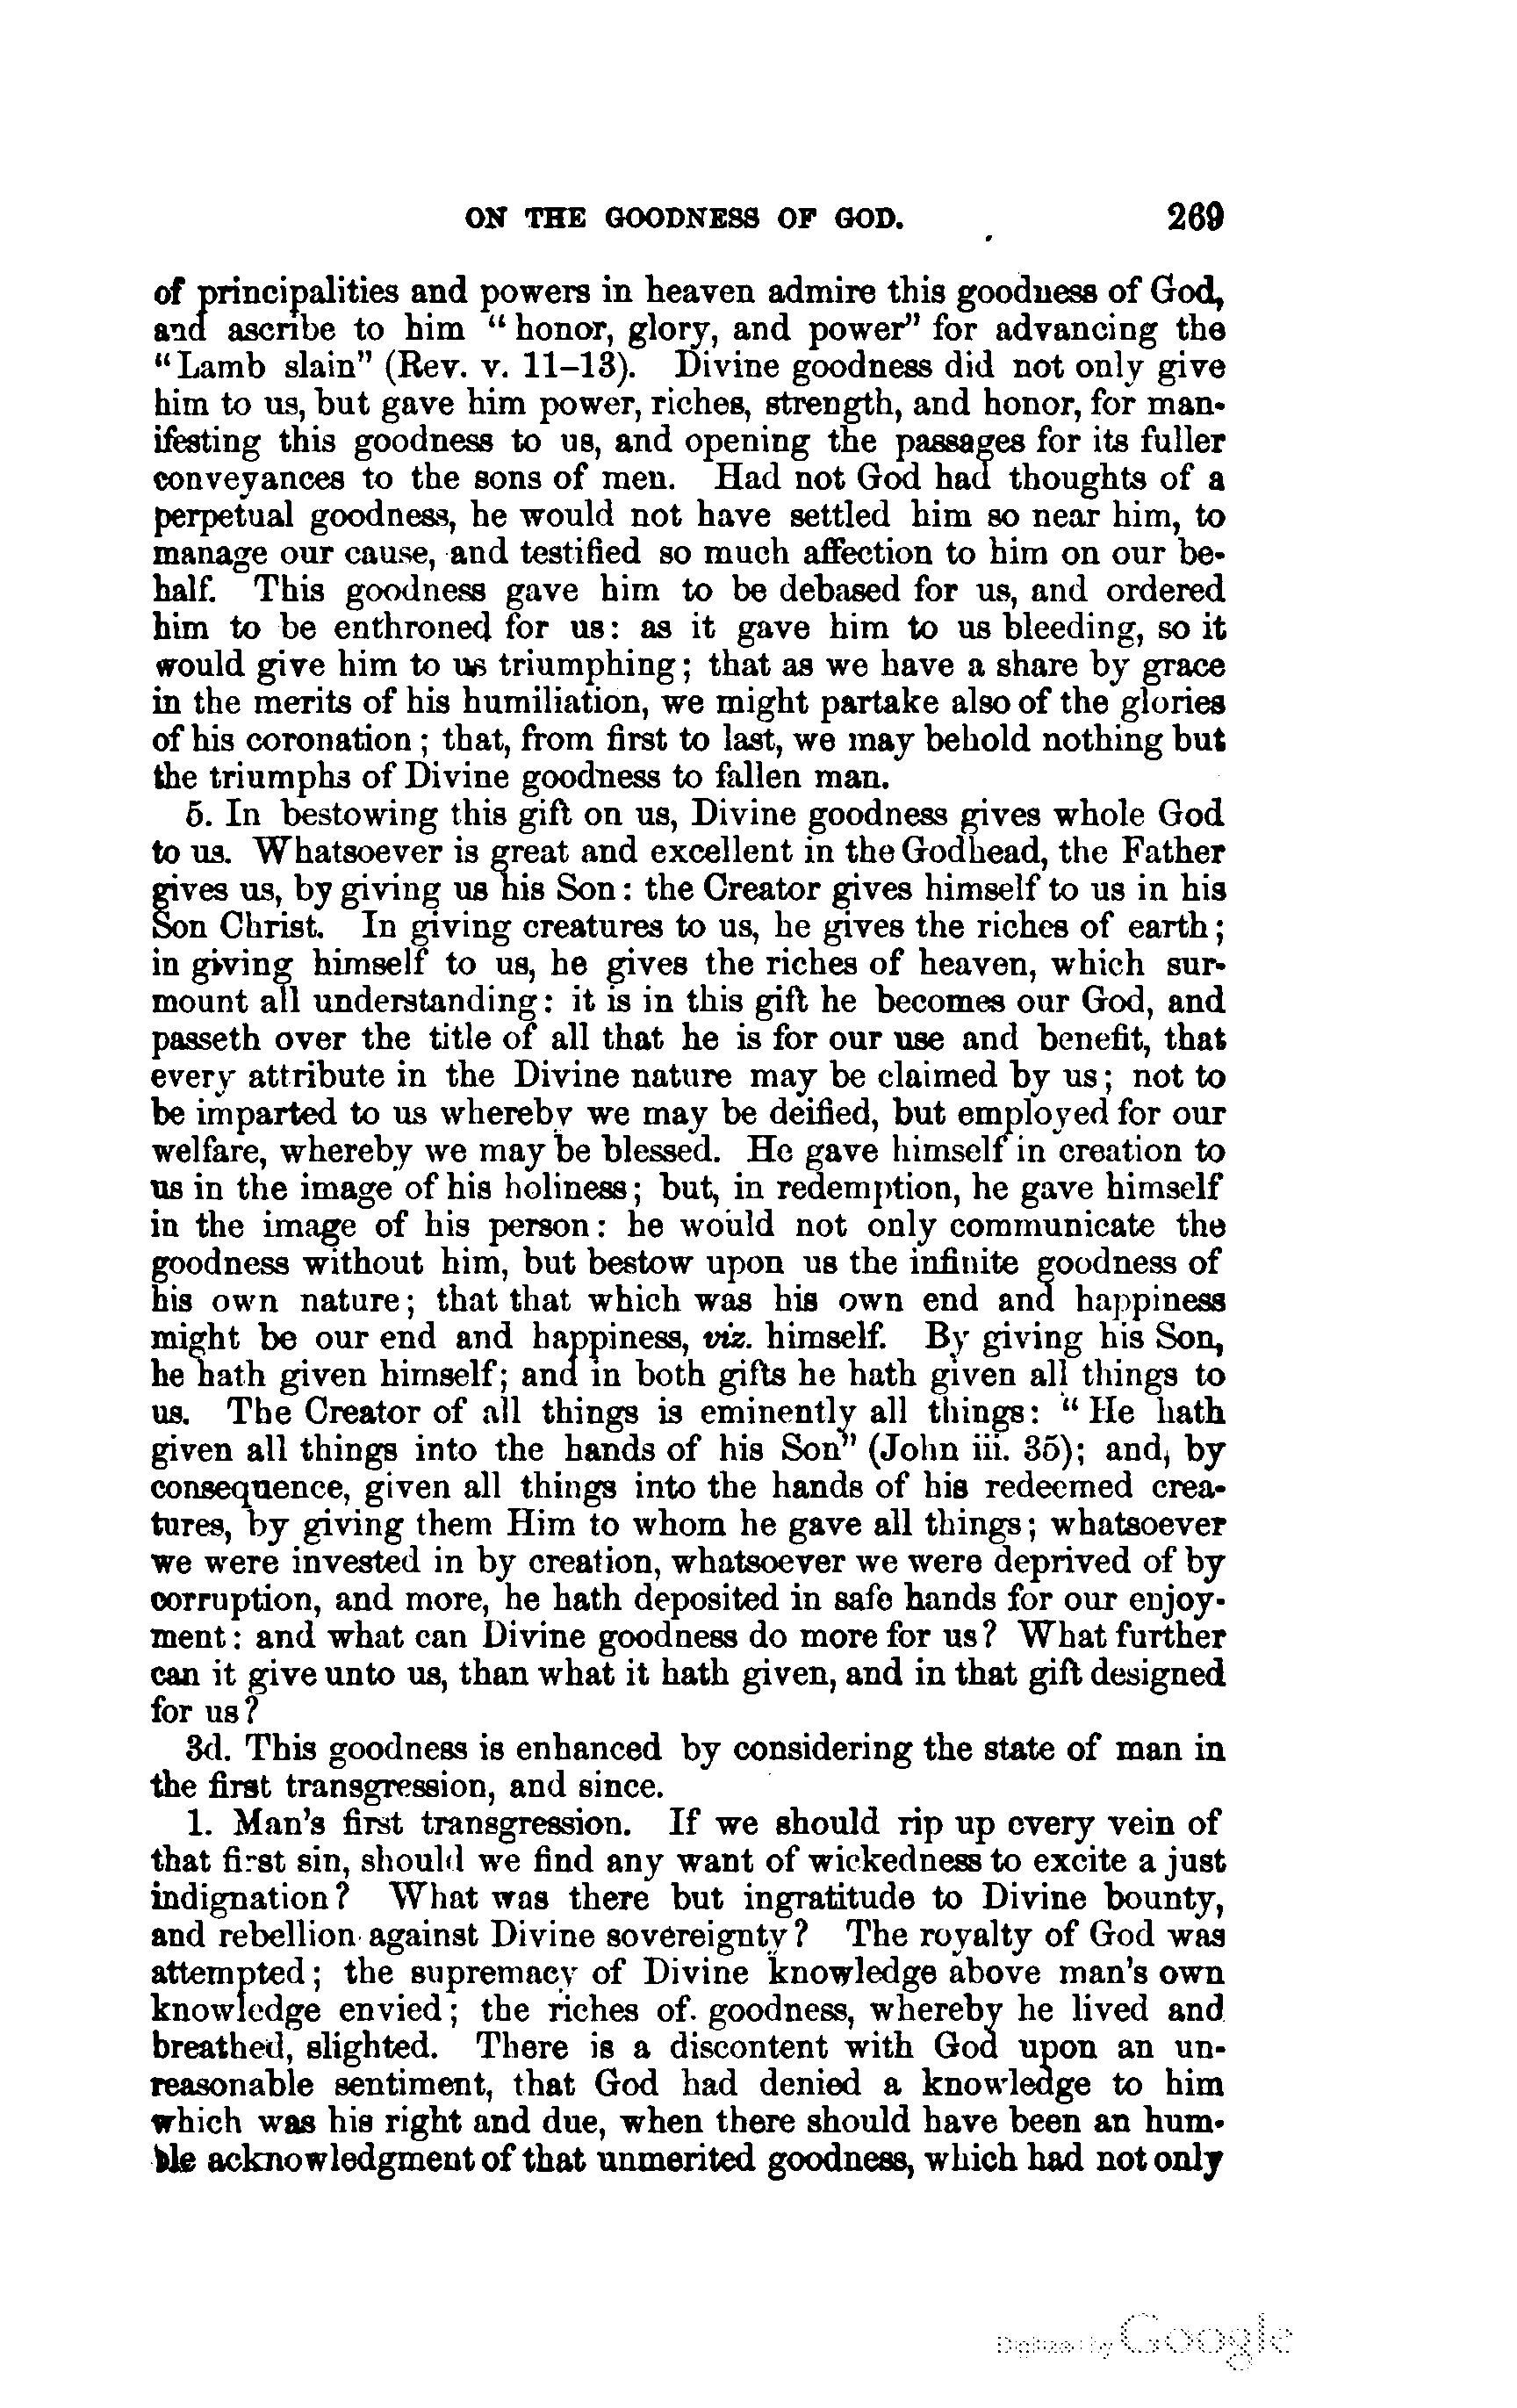 ON THE GOODNESS OF GOD. 269
of principalities and powers in heaven admire this goodness of God,
and ascribe to him “honor, glory, and power” for advancing the
“Lamb slain” (Rev. v. 11–13). Divine goodness did not only give
him to us, but gave him power, riches, strength, and honor, for man-
ifesting this goodness to us, and opening the passages for its fuller
conveyances to the sons of men. Had not God had thoughts of a
perpetual goodness, he would not have settled him so near him, to
manage our cause, and testified so much affection to him on our be-
half. This goodness gave him to be debased for us, and ordered
him to be enthroned for us: as it gave him to us bleeding, so it
would give him to us triumphing; that as we have a share by grace
in the merits of his humiliation, we might partake also of the glories
of his coronation; that, from first to last, we may behold nothing but
the triumphs of Divine goodness to fallen man.
5. In bestowing this gift on us, Divine goodness gives whole God
to us. Whatsoever is great and excellent in the Godhead, the Father
gives us, by giving us his Son: the Creator gives himself to us in his
Son Christ. In giving creatures to us, he gives the riches of earth;
in giving himself to us, he gives the riches of heaven, which sur-
mount all understanding: it is in this gift he becomes our God, and
passeth over the title of all that he is for our use and benefit, that
every attribute in the Divine nature may be claimed by us; not to
be imparted to us whereby we may be deified, but employed for our
welfare, whereby we may be blessed. He gave himself in creation to
us in the image of his holiness; but, in redemption, he gave himself
in the image of his person: he would not only communicate the
goodness without him, but bestow upon us the infinite goodness of
his own nature; that that which was his own end and happiness
might be our end and happiness, viz. himself. By giving his Son,
he hath given himself; and in both gifts he hath given all things to
us. The Creator of all things is eminently all things: “He hath
given all things into the hands of his Son” (John iii. 35); and, by
consequence, given all things into the hands of his redeemed crea-
tures, by giving them Him to whom he gave all things; whatsoever
we were invested in by creation, whatsoever we were deprived of by
corruption, and more, he hath deposited in safe hands for our enjoy-
ment: and what can Divine goodness do more for us? What further
can it give unto us, than what it hath given, and in that gift designed
for us?
3d. This goodness is enhanced by considering the state of man in
the first transgression, and since.
1. Man’s first transgression. If we should rip up every vein of
that first sin, should we find any want of wickedness to excite a just
indignation? What was there but ingratitude to Divine bounty,
and rebellion against Divine sovereignty? The royalty of God was
attempted; the supremacy of Divine knowledge above man’s own
knowledge envied; the riches of goodness, whereby he lived and
breathed, slighted. There is a discontent with God upon an un-
reasonable sentiment, that God had denied a knowledge to him
which was his right and due, when there should have been an hum-
ble acknowledgment of that unmerited goodness, which had not only
Digitized by Google